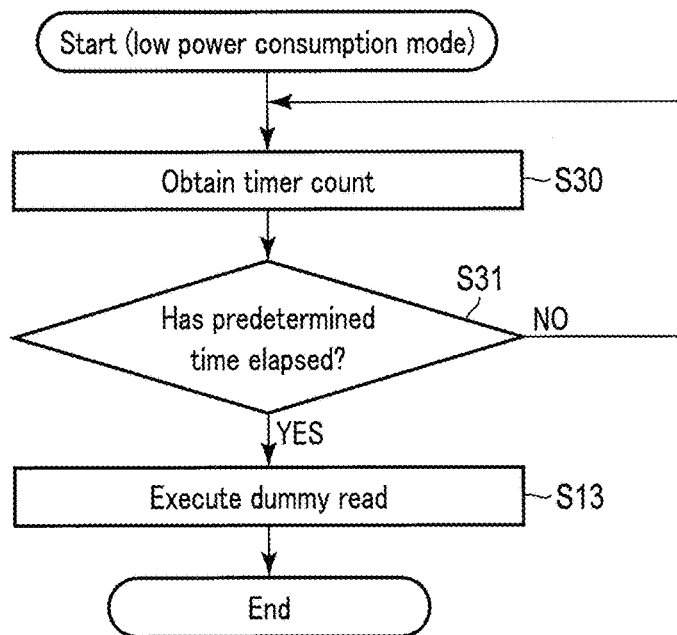 Start (low power consumption mode)
Obtain timer count
S30
S31
Has predetermined
time elapsed?
NO
YES
Execute dummy read
S13
End